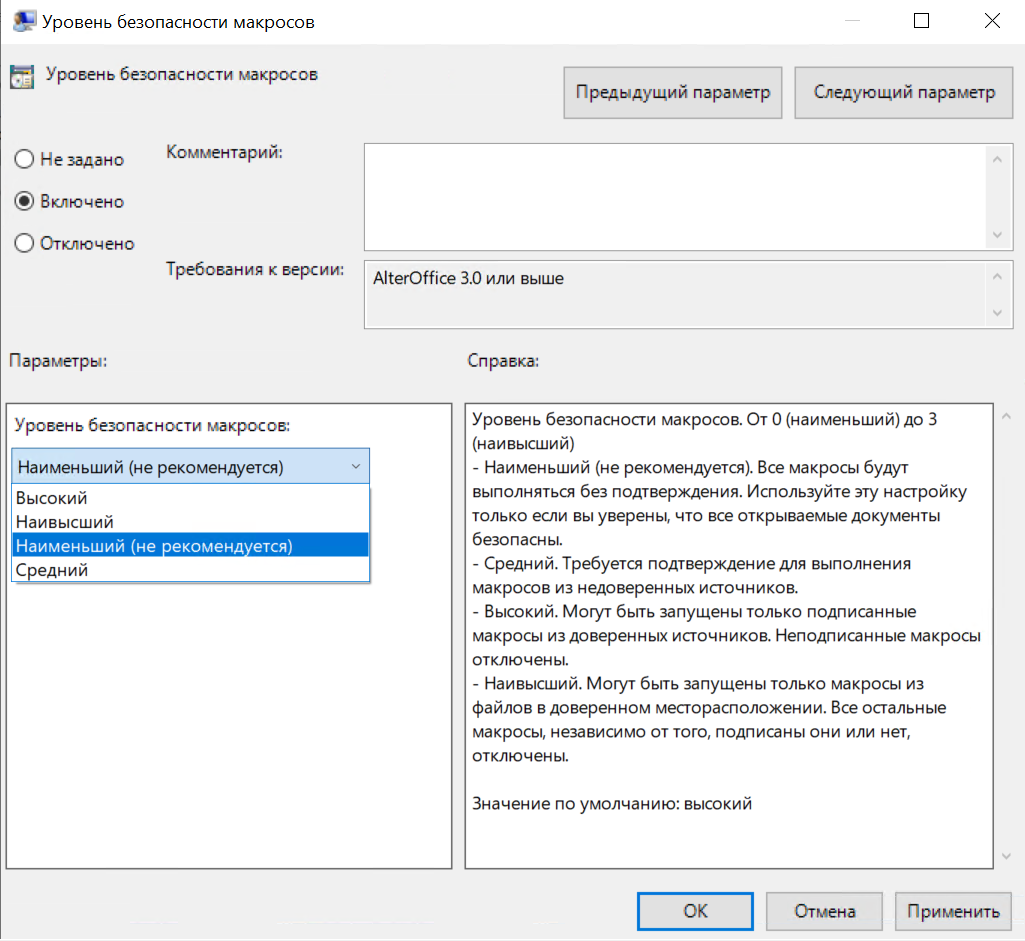 Уровень безопасности макросов
Уровень безопасности макросов
Предыдущий параметр
Следующий параметр
Не задано
Включено
Отключено
Комментарий:
Требования к версии:
AlterOffice 3.0 или выше
Параметры:
Справка:
Уровень безопасности макросов:
Наименьший (не рекомендуется)
Высокий
Наивысший
Наименьший (не рекомендуется)
Средний
Уровень безопасности макросов. От 0 (наименьший) до 3
(наивысший)
- Наименьший (не рекомендуется). Все макросы будут
выполняться без подтверждения. Используйте эту настройку
только если вы уверены, что все открываемые документы
безопасны.
- Средний. Требуется подтверждение для выполнения
макросов из недоверенных источников.
- Высокий. Могут быть запущены только подписанные
макросы из доверенных источников. Неподписанные макросы
отключены.
- Наивысший. Могут быть запущены только макросы из
файлов в доверенном месторасположении. Все остальные
макросы, независимо от того, подписаны они или нет,
отключены.
Значение по умолчанию: высокий
ОК
Отмена
Применить